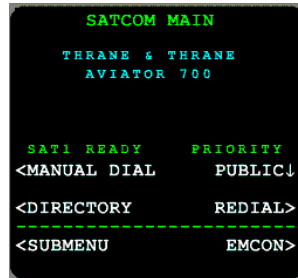 SATCOM MAIN
THRANE & THRANE
AVIATOR 700
SAT1 READY PRIORITY
<MANUAL DIAL PUBLIC↓
<DIRECTORY REDIAL>
<SUBMENU EMCON>